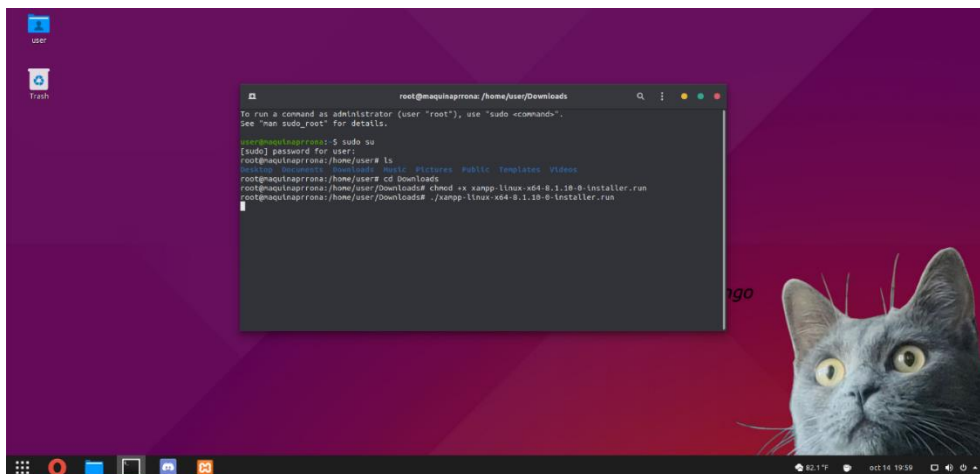 user
Trash
root@maquinaprrona: /home/user/Downloads
To run a command as administrator (user "root"), use "sudo <command>".
See "man sudo_root" for details.
user@maquinaprrona:~$ sudo su
[sudo] password for user:
root@maquinaprrona:/home/user# ls
Desktop Documents Downloads Music Pictures Public Templates Videos
root@maquinaprrona:/home/user# cd Downloads
root@maquinaprrona:/home/user/Downloads# chmod +x xampp-linux-x64-8.1.10-0-installer.run
root@maquinaprrona:/home/user/Downloads# ./xampp-linux-x64-8.1.10-0-installer.run
ngo
82.1 °F oct 14 19:59